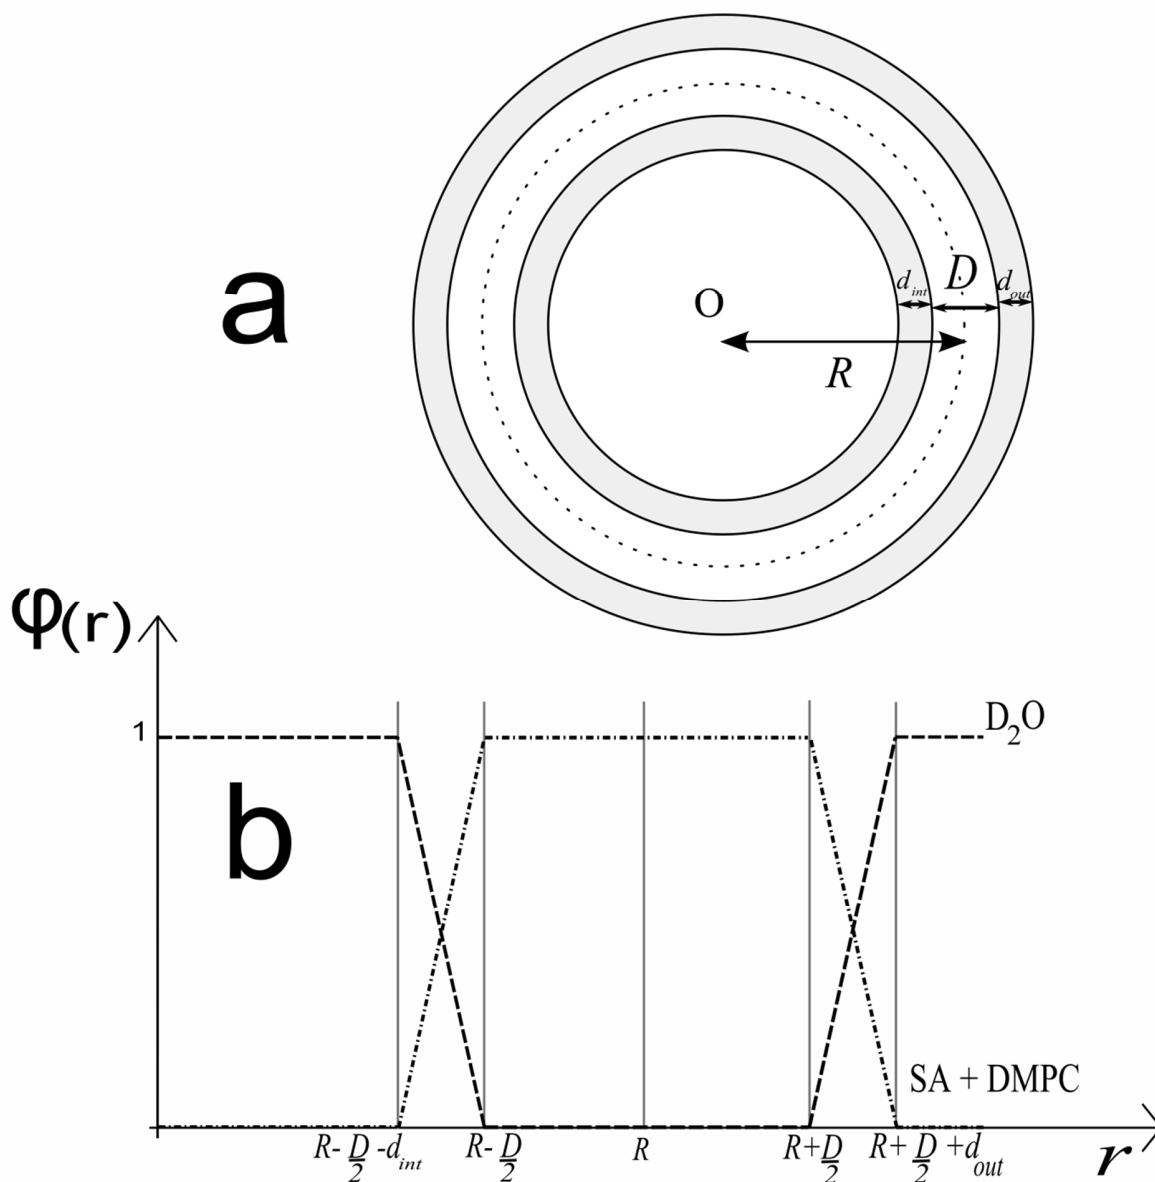 a
O
d_int
D
d_out
R
φ(r)
1
D₂O
b
SA + DMPC
R- D/2 -d_int
R- D/2
R
R+ D/2
R+ D/2 +d_out
r